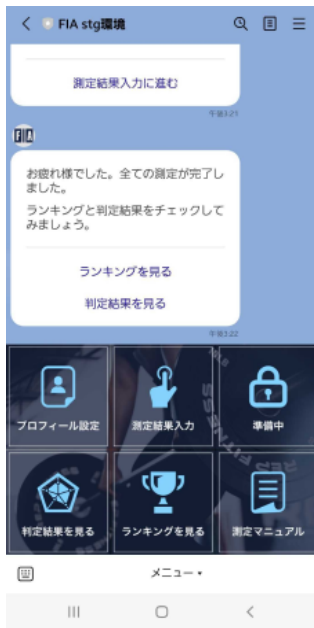 FIA stg環境
測定結果入力に進む
午後3:21
FIA
お疲れ様でした。全ての測定が完了し
ました。
ランキングと判定結果をチェックして
みましょう。
ランキングを見る
判定結果を見る
午後3:22
プロフィール設定
測定結果入力
準備中
判定結果を見る
ランキングを見る
測定マニュアル
メニュー